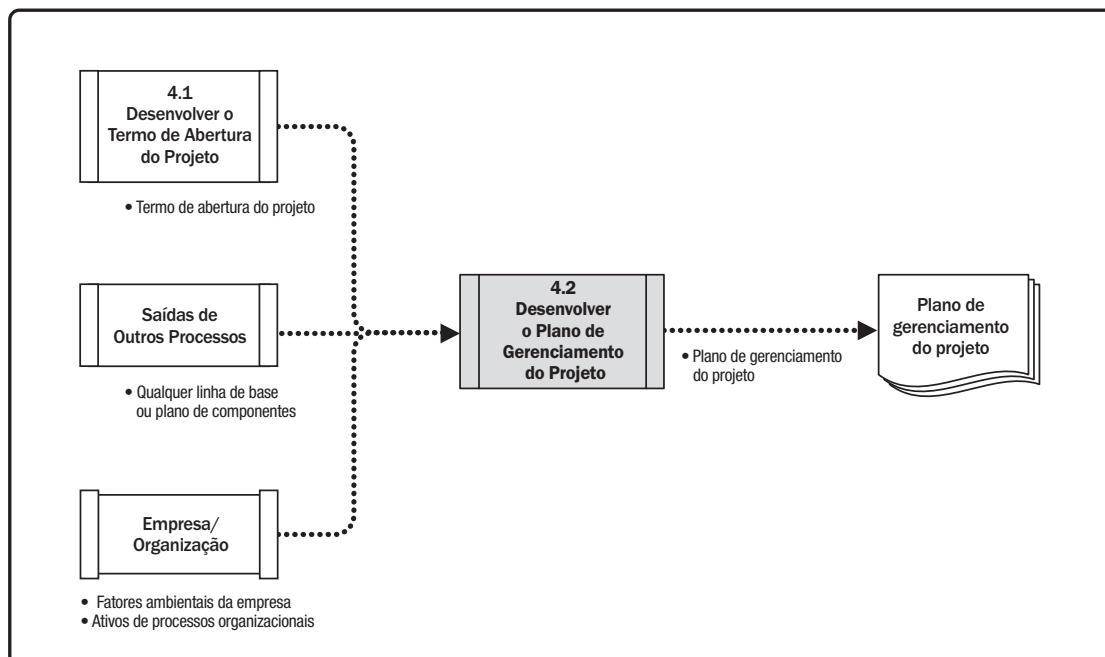 4.1
Desenvolver o
Termo de Abertura
do Projeto
• Termo de abertura do projeto
Saídas de
Outros Processos
• Qualquer linha de base
ou plano de componentes
Empresa/
Organização
• Fatores ambientais da empresa
• Ativos de processos organizacionais
4.2
Desenvolver
o Plano de
Gerenciamento
do Projeto
• Plano de gerenciamento
do projeto
Plano de
gerenciamento
do projeto